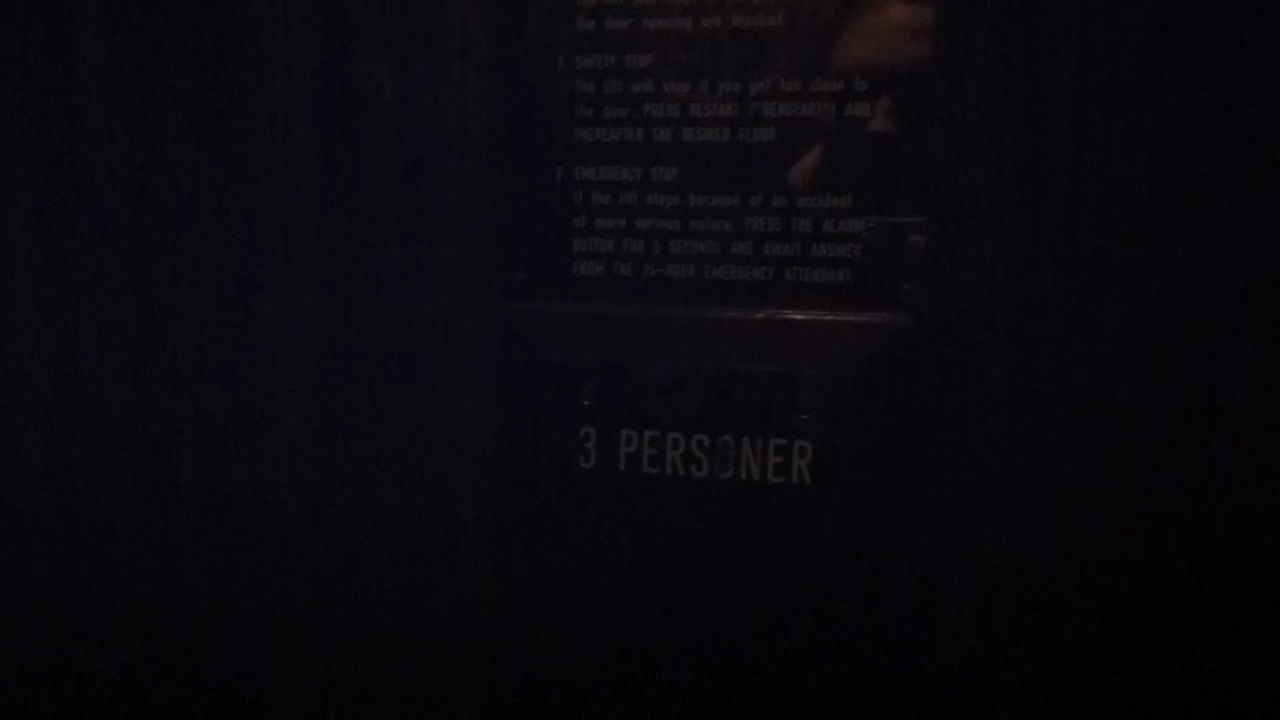 the door opening are blocked
SAFETY STOP
The lift will stop if you get too close to
the door. PRESS RESTART ("GENSTART") AND
THEREAFTER THE DESIRED FLOOR
7 EMERGENCY STOP
If the lift stops because of an accident
of more serious nature, PRESS THE ALARM-
BUTTON FOR 5 SECONDS AND AWAIT ANSWER
FROM THE 24-HOUR EMERGENCY ATTENDANT
3 PERSONER